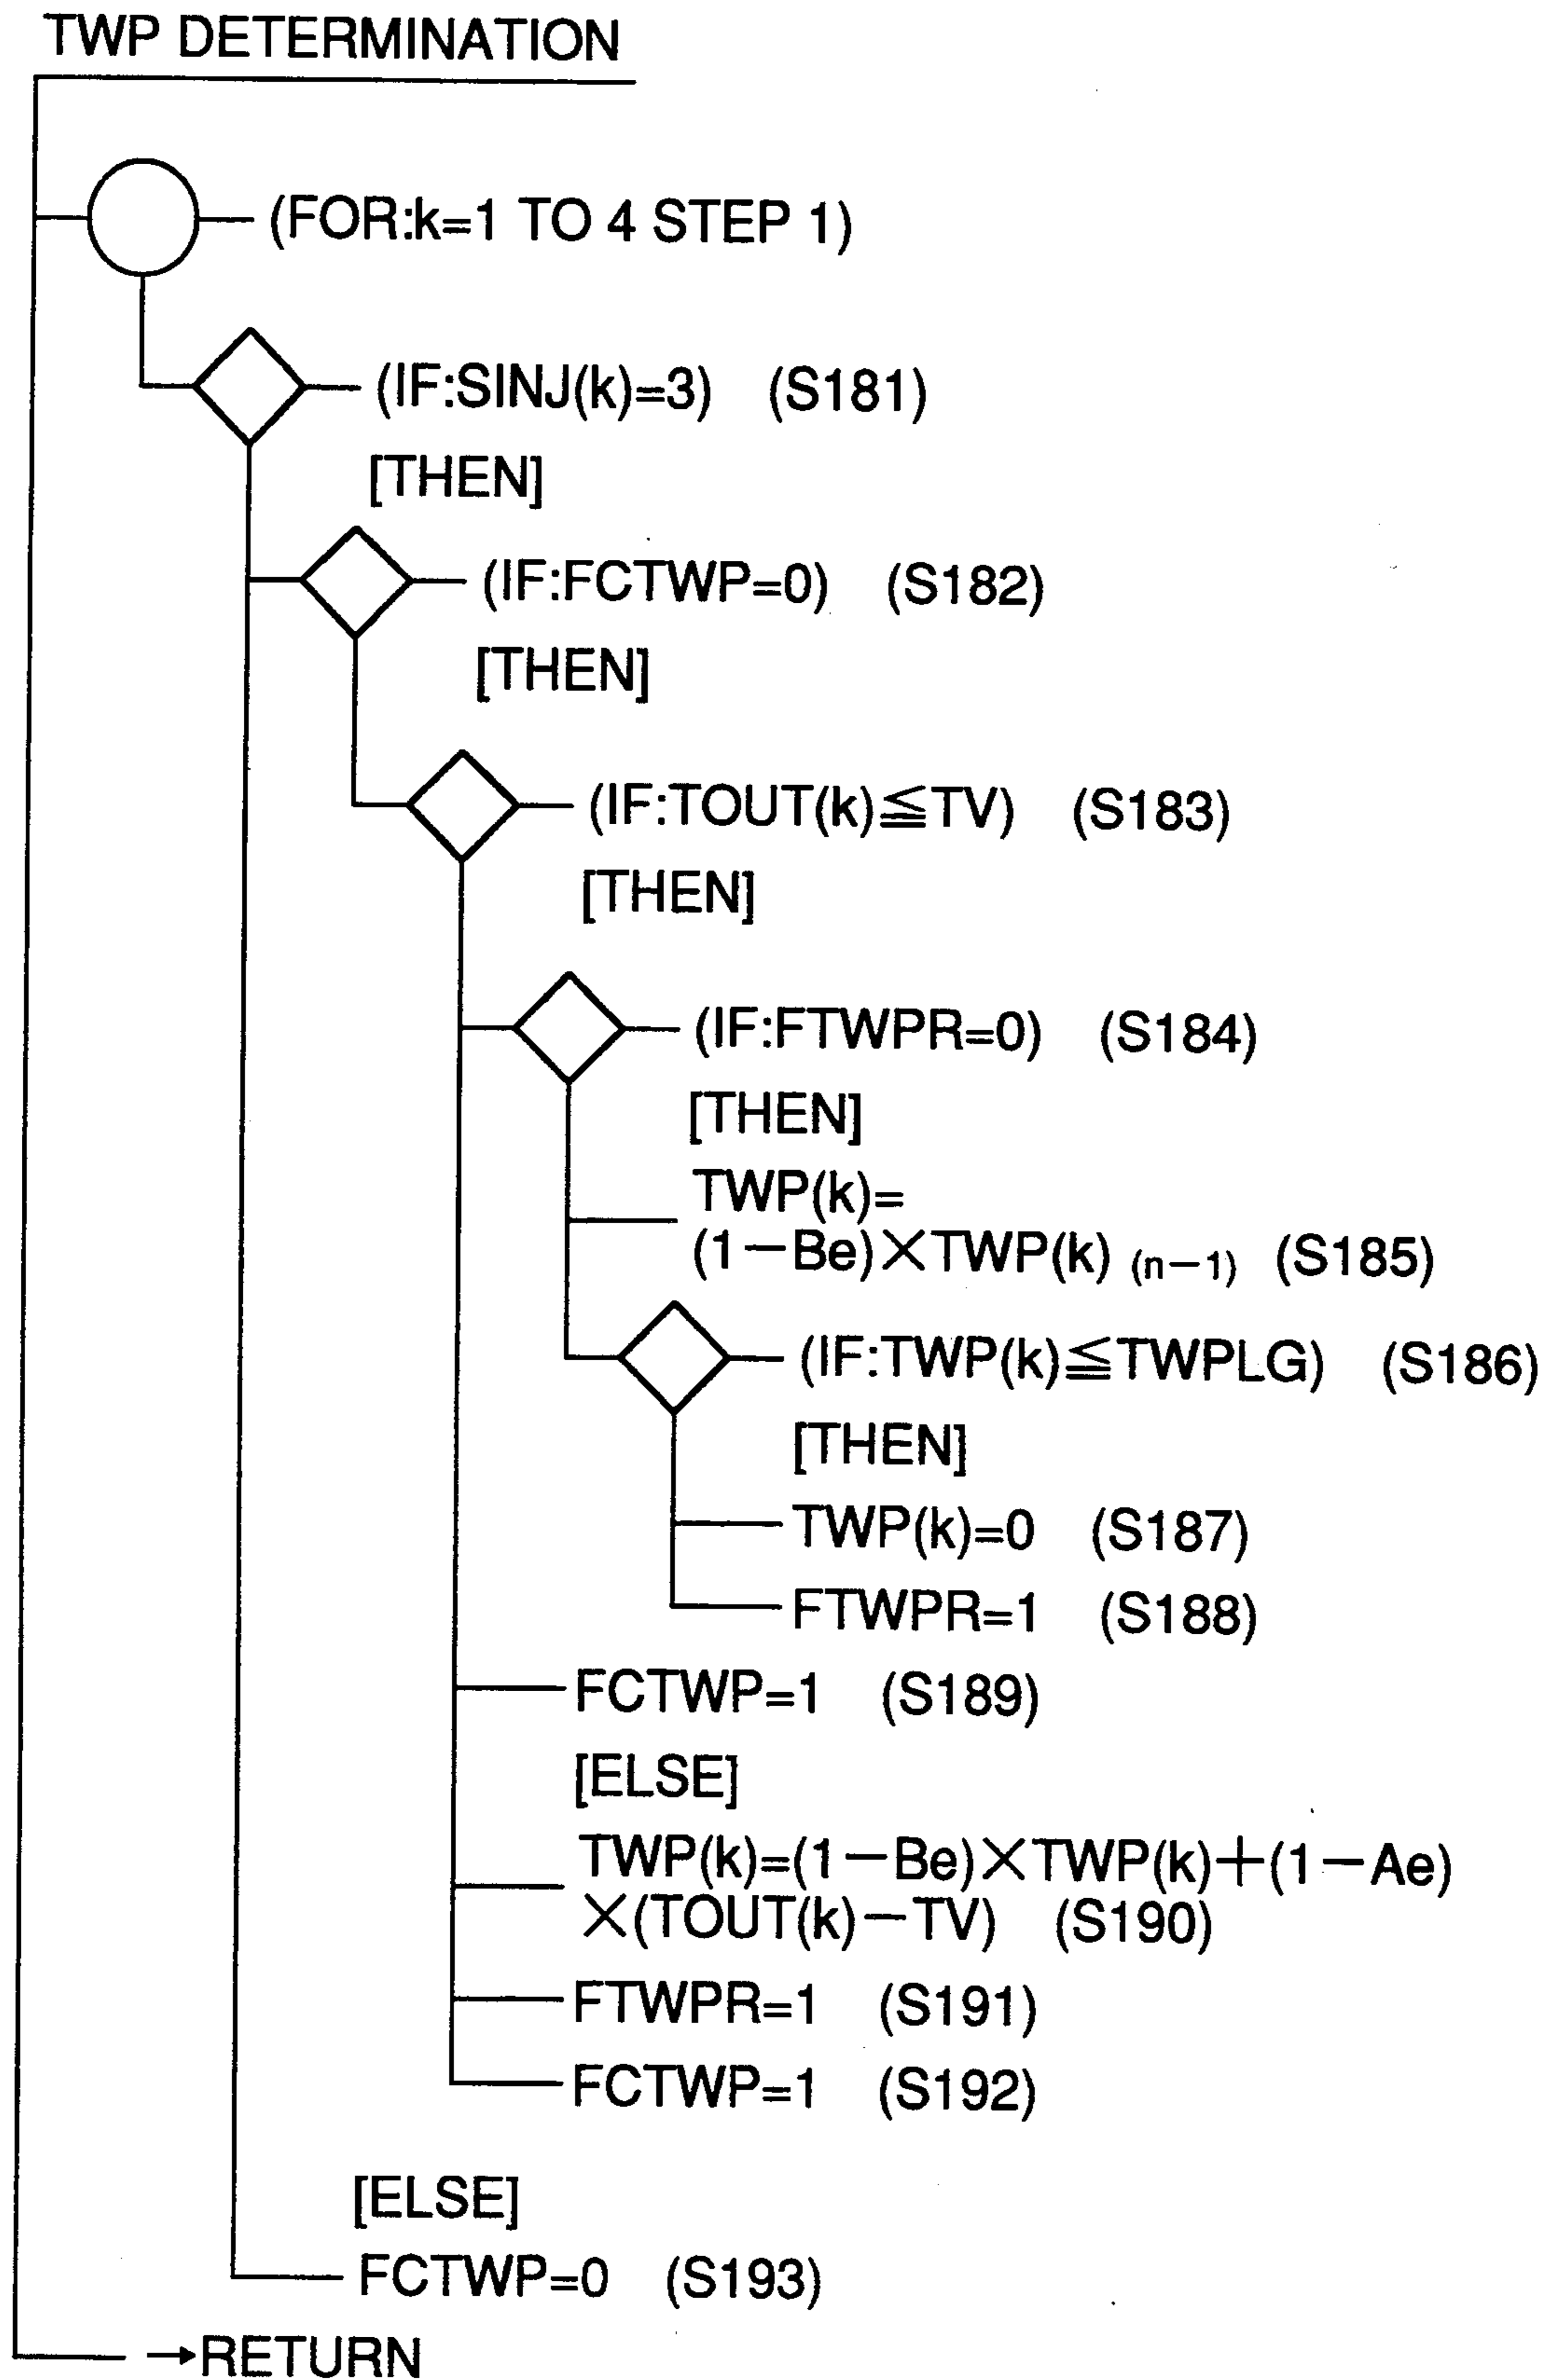 TWP DETERMINATION
(FOR:k=1 TO 4 STEP 1)
(IF:SINJ(k)=3) (S181)
[THEN]
(IF:FCTWP=0) (S182)
[THEN]
(IF:TOUT(k)≦TV) (S183)
[THEN]
(IF:FTWPR=0) (S184)
[THEN]
TWP(k)=
(1−Be)×TWP(k) (n−1) (S185)
(IF:TWP(k)≦TWPLG) (S186)
[THEN]
TWP(k)=0 (S187)
FTWPR=1 (S188)
FCTWP=1 (S189)
[ELSE]
TWP(k)=(1−Be)×TWP(k)+(1−Ae)
×(TOUT(k)−TV) (S190)
FTWPR=1 (S191)
FCTWP=1 (S192)
[ELSE]
FCTWP=0 (S193)
→RETURN